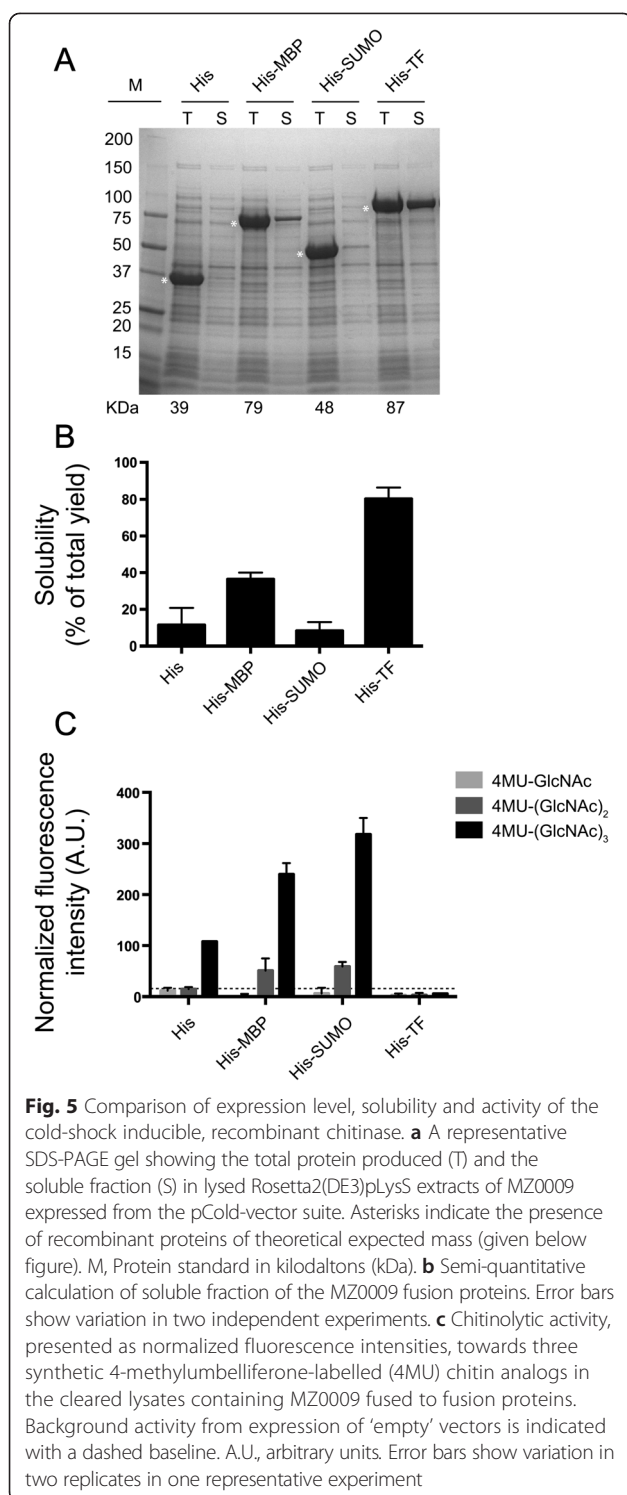 A
M His His-MBP His-SUMO His-TF
T S T S T S T S
200
150
100
75
50
37
25
20
15
*
*
*
*
KDa 39 79 48 87
B
Solubility
(% of total yield)
100
80
60
40
20
0
His His-MBP His-SUMO His-TF
C
4MU-GlcNAc
4MU-(GlcNAc)₂
4MU-(GlcNAc)₃
Normalized fluorescence
intensity (A.U.)
400
300
200
100
0
His His-MBP His-SUMO His-TF
Fig. 5 Comparison of expression level, solubility and activity of the
cold-shock inducible, recombinant chitinase. a A representative
SDS-PAGE gel showing the total protein produced (T) and the
soluble fraction (S) in lysed Rosetta2(DE3)pLysS extracts of MZ0009
expressed from the pCold-vector suite. Asterisks indicate the presence
of recombinant proteins of theoretical expected mass (given below
figure). M, Protein standard in kilodaltons (kDa). b Semi-quantitative
calculation of soluble fraction of the MZ0009 fusion proteins. Error bars
show variation in two independent experiments. c Chitinolytic activity,
presented as normalized fluorescence intensities, towards three
synthetic 4-methylumbelliferone-labelled (4MU) chitin analogs in
the cleared lysates containing MZ0009 fused to fusion proteins.
Background activity from expression of ‘empty’ vectors is indicated
with a dashed baseline. A.U., arbitrary units. Error bars show variation in
two replicates in one representative experiment